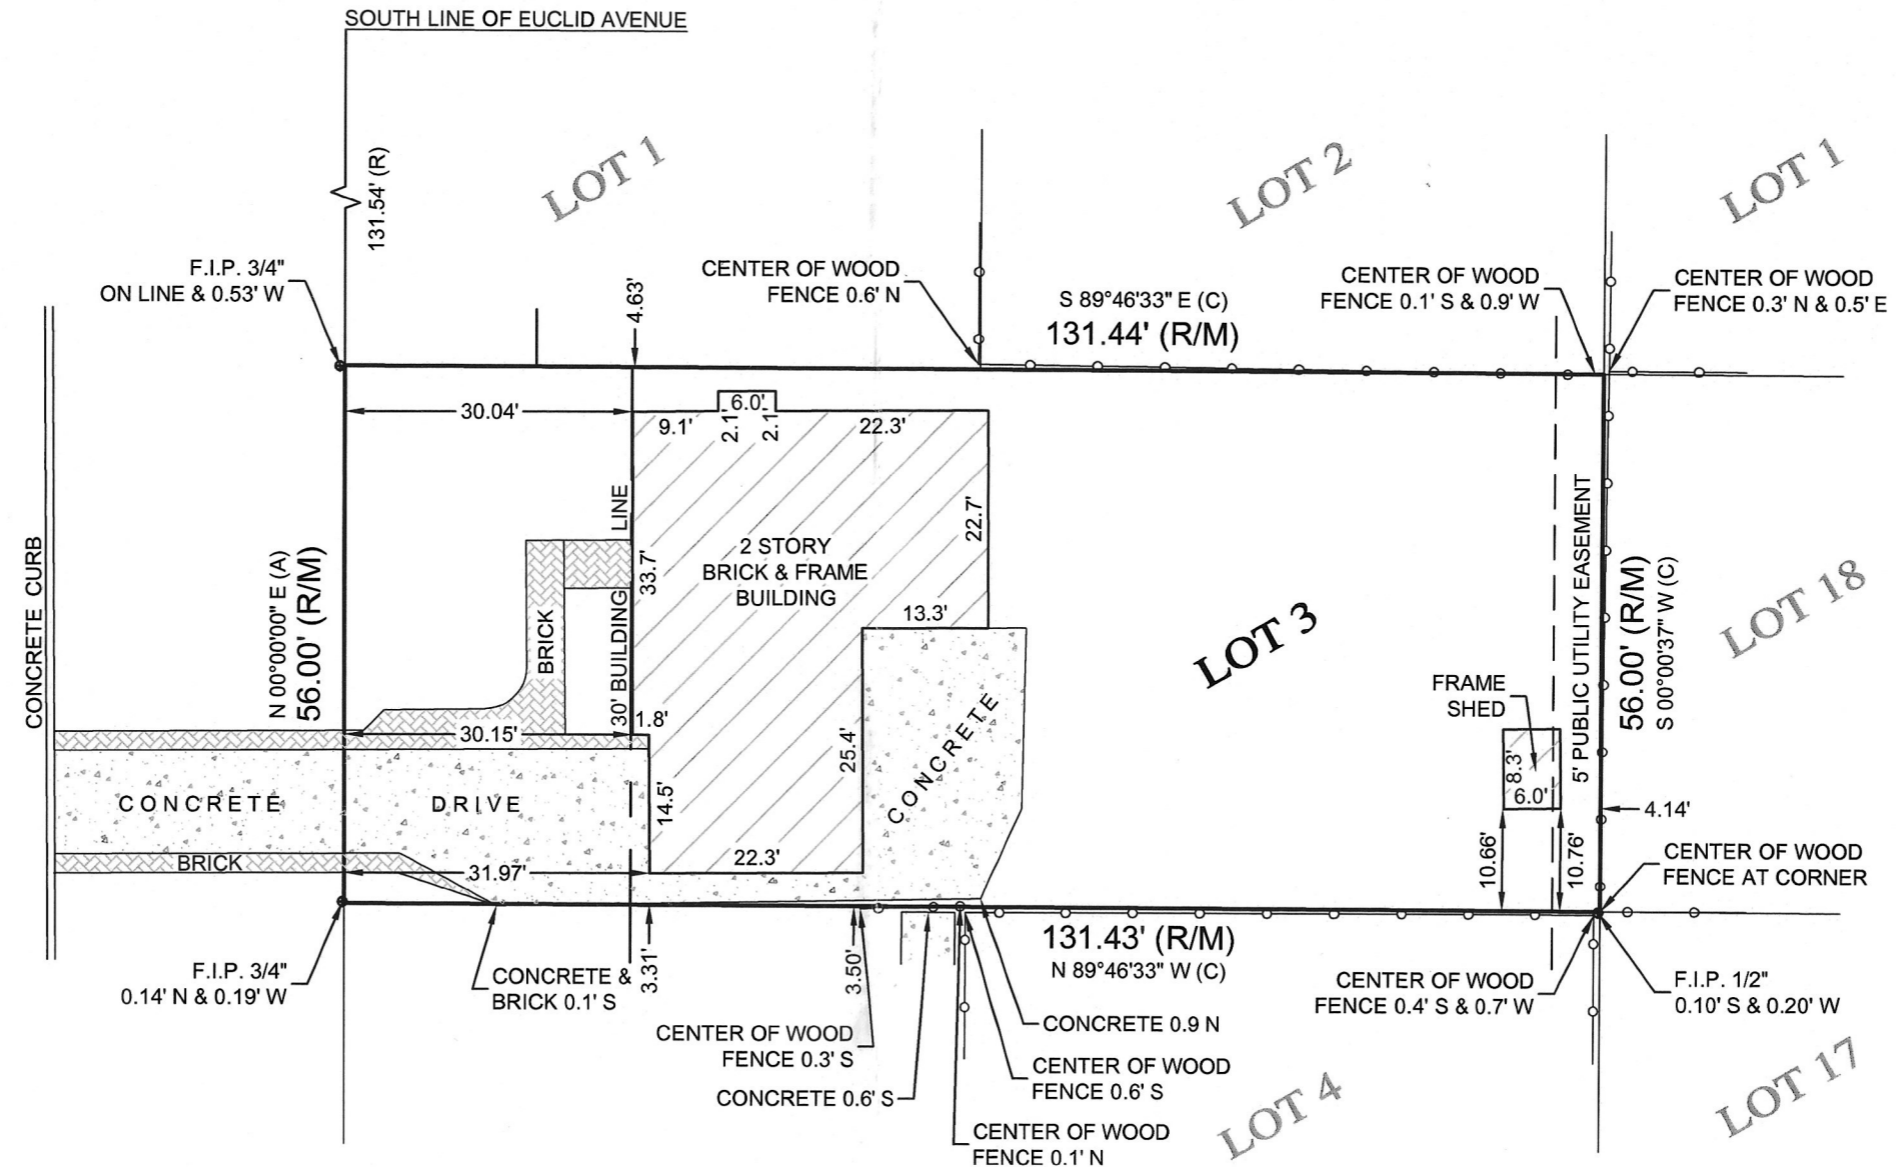 SOUTH LINE OF EUCLID AVENUE
131.54' (R)
LOT 1
LOT 2
LOT 1
F.I.P. 3/4"
ON LINE & 0.53' W
4.63'
CENTER OF WOOD
FENCE 0.6' N
S 89°46'33" E (C)
131.44' (R/M)
CENTER OF WOOD
FENCE 0.1' S & 0.9' W
CENTER OF WOOD
FENCE 0.3' N & 0.5' E
30.04'
6.0'
9.1'
2.1'
2.1'
22.3'
22.7'
CONCRETE CURB
N 00°00'00" E (A)
56.00' (R/M)
BRICK
30' BUILDING LINE
33.7'
2 STORY
BRICK & FRAME
BUILDING
13.3'
LOT 3
5' PUBLIC UTILITY EASEMENT
56.00' (R/M)
S 00°00'37" W (C)
LOT 18
FRAME
SHED
8.3'
6.0'
4.14'
10.66'
10.76'
1.8'
30.15'
25.4'
CONCRETE
CONCRETE DRIVE
14.5'
BRICK
31.97'
22.3'
CENTER OF WOOD
FENCE AT CORNER
F.I.P. 3/4"
0.14' N & 0.19' W
CONCRETE &
BRICK 0.1' S
3.31'
3.50'
131.43' (R/M)
N 89°46'33" W (C)
CENTER OF WOOD
FENCE 0.4' S & 0.7' W
F.I.P. 1/2"
0.10' S & 0.20' W
CENTER OF WOOD
FENCE 0.3' S
CONCRETE 0.9 N
CONCRETE 0.6' S
CENTER OF WOOD
FENCE 0.6' S
CENTER OF WOOD
FENCE 0.1' N
LOT 4
LOT 17